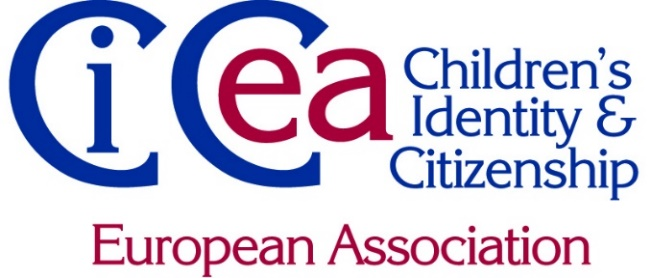 CiCea
Children's
Identity &
Citizenship
European Association